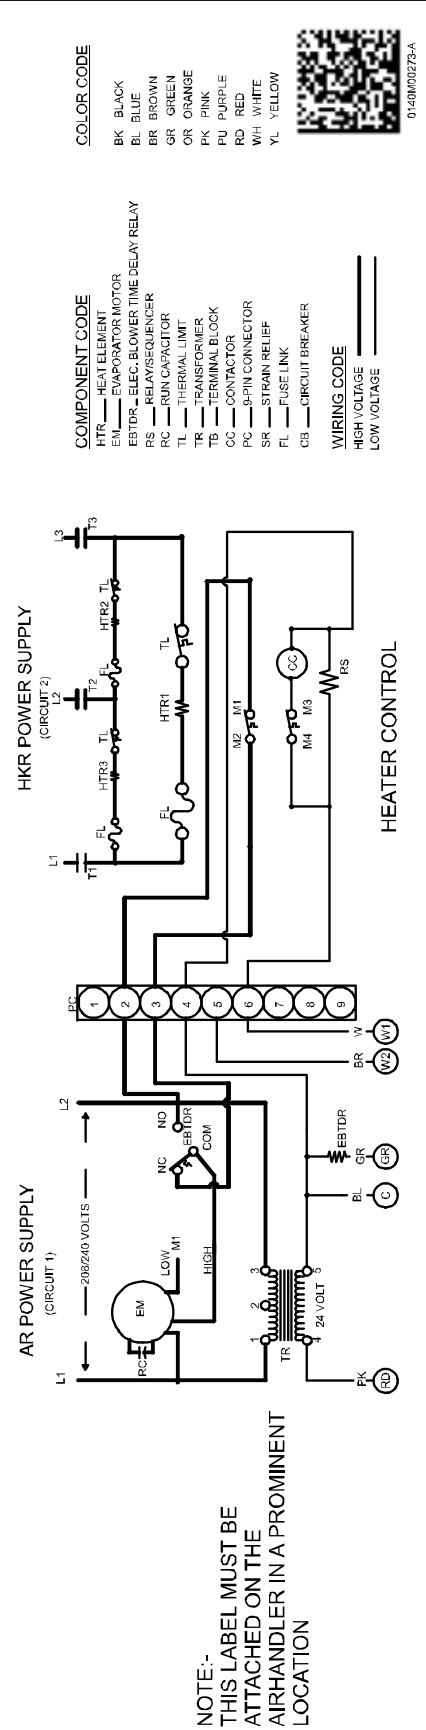 AR POWER SUPPLY
(CIRCUIT 1)
L1
208/240 VOLTS
L2
RC
EM
LOW
M1
HIGH
NC
NO
EBTDR
COM
1
2
3
TR
4
5
24 VOLT
PK
RD
BL
C
GR
GR
EBTDR
BR
W2
W
W1
PC
1
2
3
4
5
6
7
8
9
HKR POWER SUPPLY
(CIRCUIT 2)
L1
L2
L3
T1
T2
T3
FL
HTR3
TL
FL
HTR2
TL
FL
HTR1
TL
M2
M1
M4
M3
CC
RS
HEATER CONTROL
NOTE:-
THIS LABEL MUST BE
ATTACHED ON THE
AIRHANDLER IN A PROMINENT
LOCATION
COMPONENT CODE
HTR HEAT ELEMENT
EM EVAPORATOR MOTOR
EBTDR ELEC. BLOWER TIME DELAY RELAY
RS RELAY/SEQUENCER
RC RUN CAPACITOR
TL THERMAL LIMIT
TR TRANSFORMER
TB TERMINAL BLOCK
CC CONTACTOR
PC 9-PIN CONNECTOR
SR STRAIN RELIEF
FL FUSE LINK
CB CIRCUIT BREAKER
WIRING CODE
HIGH VOLTAGE
LOW VOLTAGE
COLOR CODE
BK BLACK
BL BLUE
BR BROWN
GR GREEN
OR ORANGE
PK PINK
PU PURPLE
RD RED
WH WHITE
YL YELLOW
0140M00273-A